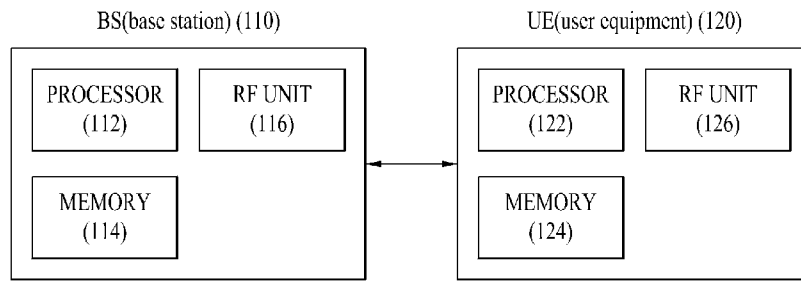 BS(base station) (110)
UE(user equipment) (120)
PROCESSOR
(112)
RF UNIT
(116)
MEMORY
(114)
PROCESSOR
(122)
RF UNIT
(126)
MEMORY
(124)